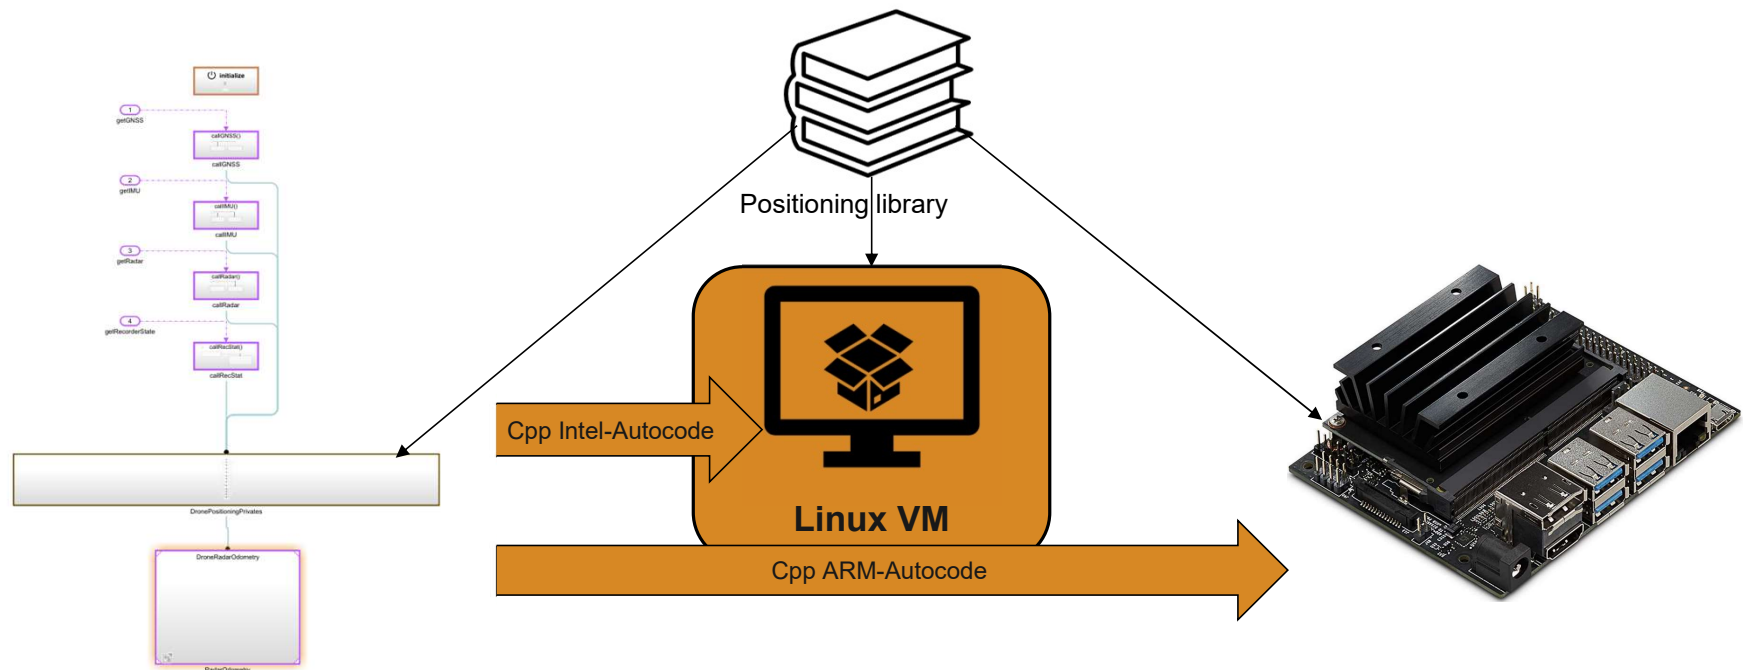 initialize
1
getGNSS
callGNSS()
callGNSS
2
getIMU
callIMU()
callIMU
3
getRadar
callRadar()
callRadar
4
getRecorderState
callRecStat()
callRecStat
DronePositioningPrivates
DroneRadarOdometry
RadarOdometry
Positioning library
Cpp Intel-Autocode
Linux VM
Cpp ARM-Autocode